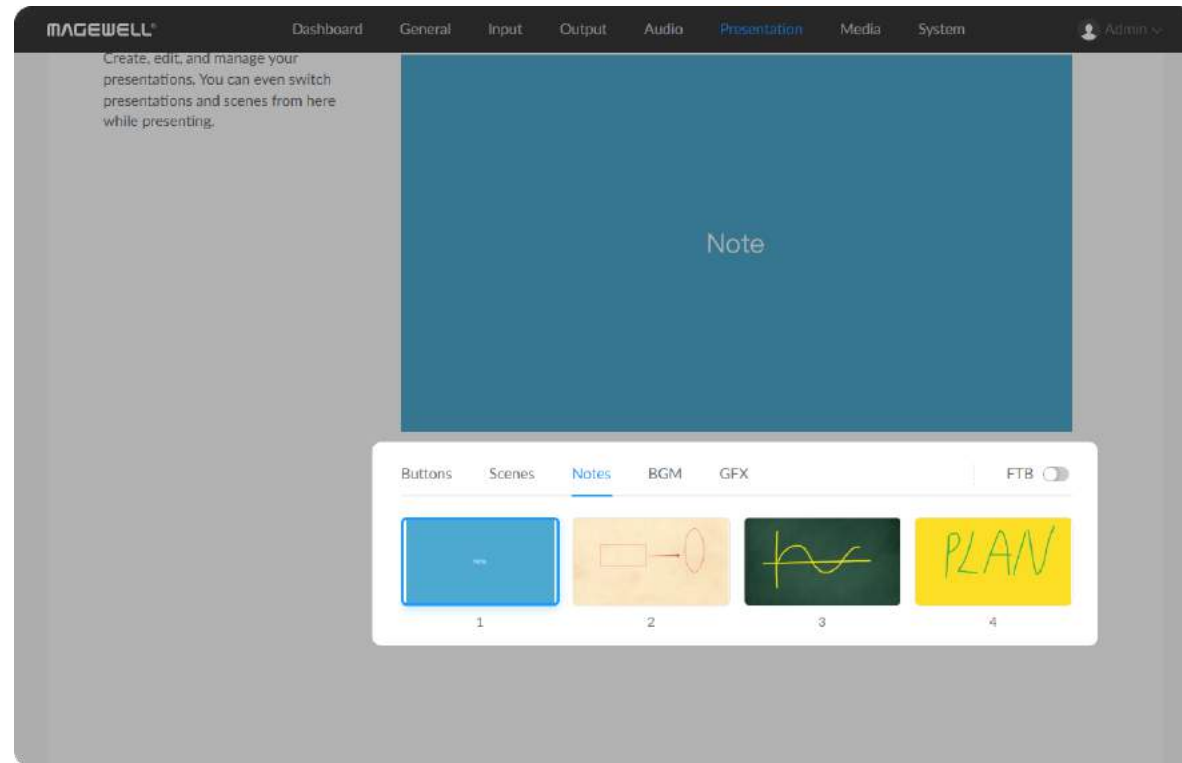 MAGEWELL® Dashboard General Input Output Audio Presentation Media System Admin
Create, edit, and manage your
presentations. You can even switch
presentations and scenes from here
while presenting.
Note
Buttons Scenes Notes BGM GFX FTB
PLAN
1 2 3 4